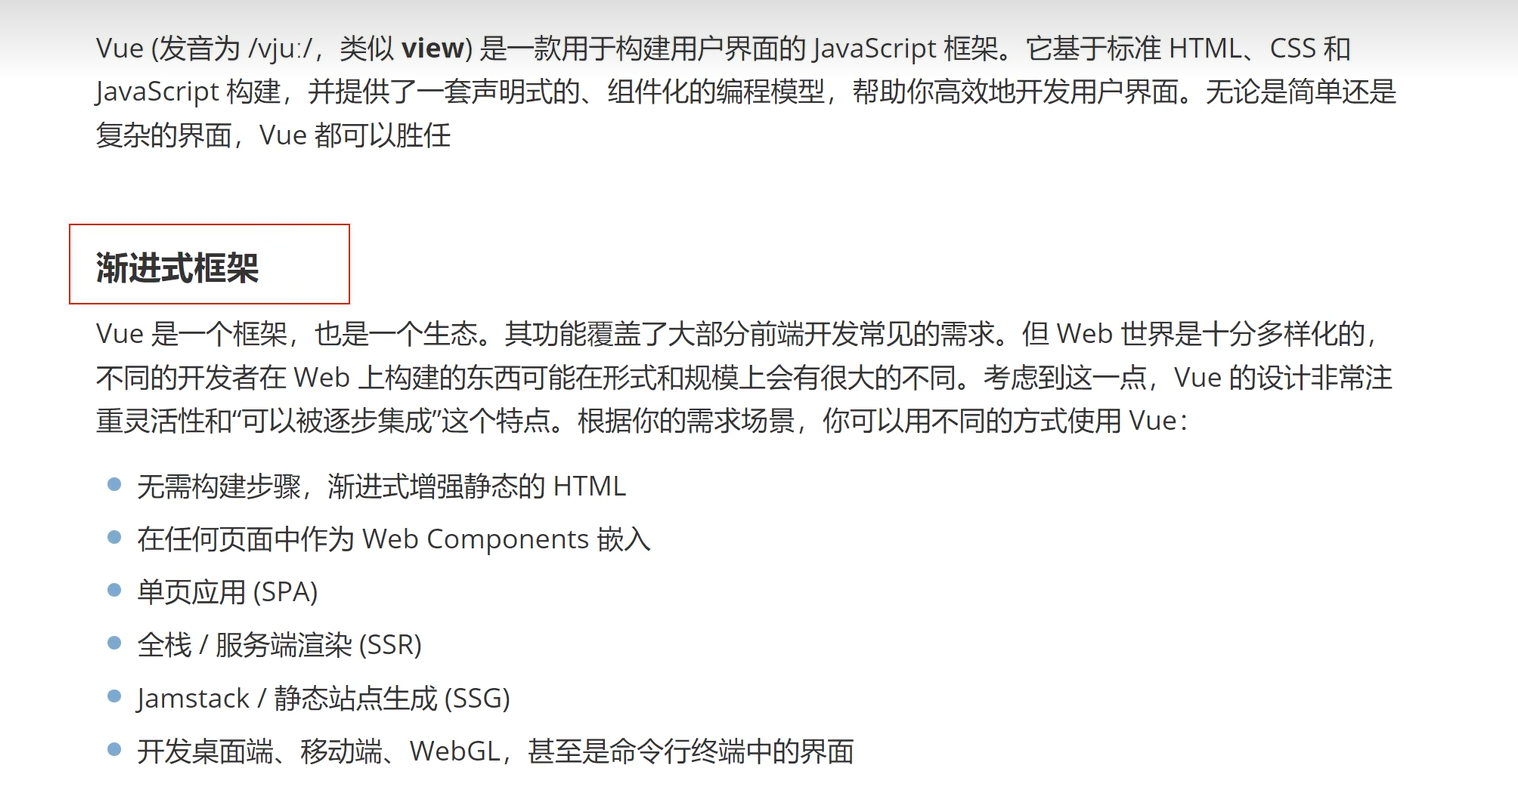 Vue (发音为 /vjuː/，类似 view) 是一款用于构建用户界面的 JavaScript 框架。它基于标准 HTML、CSS 和
JavaScript 构建，并提供了一套声明式的、组件化的编程模型，帮助你高效地开发用户界面。无论是简单还是
复杂的界面，Vue 都可以胜任
渐进式框架
Vue 是一个框架，也是一个生态。其功能覆盖了大部分前端开发常见的需求。但 Web 世界是十分多样化的，
不同的开发者在 Web 上构建的东西可能在形式和规模上会有很大的不同。考虑到这一点，Vue 的设计非常注
重灵活性和“可以被逐步集成”这个特点。根据你的需求场景，你可以用不同的方式使用 Vue：
无需构建步骤，渐进式增强静态的 HTML
在任何页面中作为 Web Components 嵌入
单页应用 (SPA)
全栈 / 服务端渲染 (SSR)
Jamstack / 静态站点生成 (SSG)
开发桌面端、移动端、WebGL，甚至是命令行终端中的界面